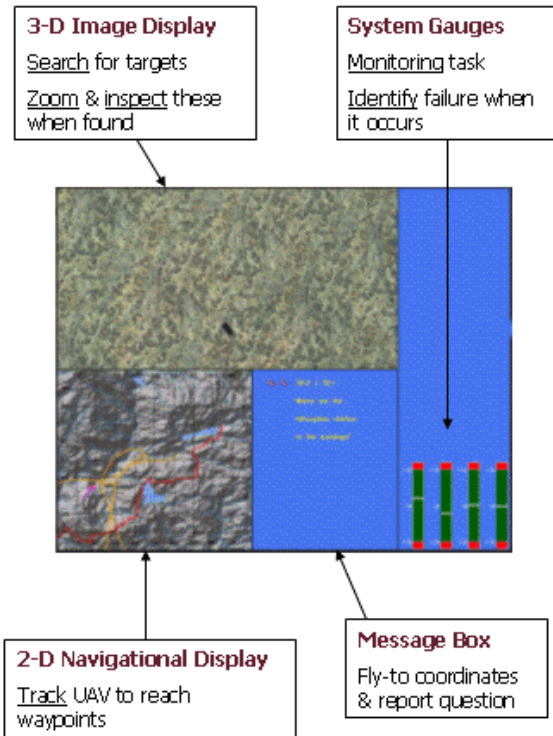 3-D Image Display
Search for targets
Zoom & inspect these
when found
System Gauges
Monitoring task
Identify failure when
it occurs
2-D Navigational Display
Track UAV to reach
waypoints
Message Box
Fly-to coordinates
& report question